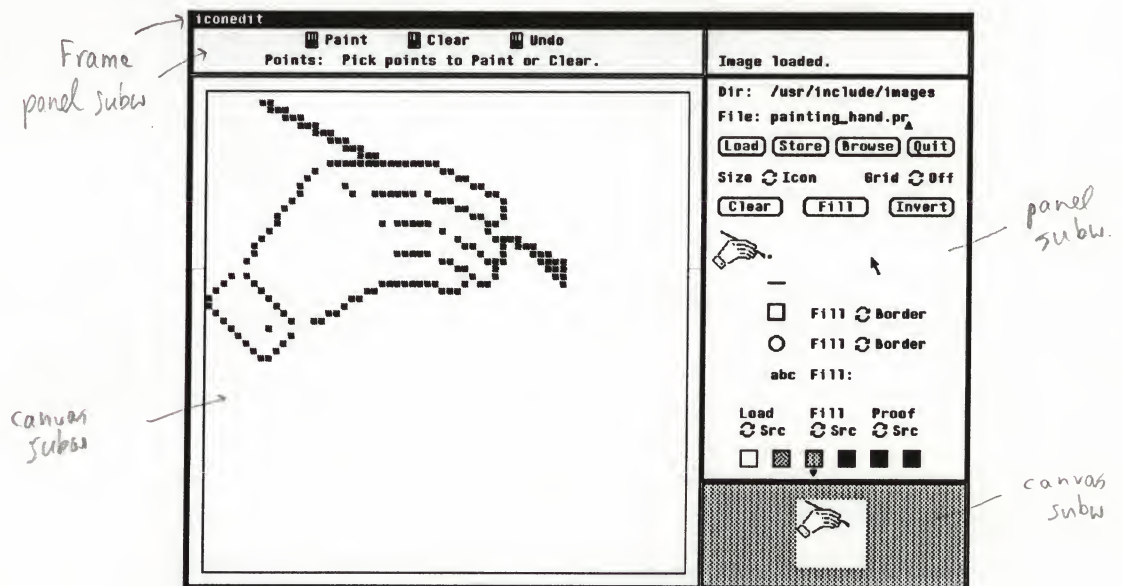 iconedit
Paint Clear Undo
Points: Pick points to Paint or Clear.
Image loaded.
Dir: /usr/include/images
File: painting_hand.pr
Load Store Browse Quit
Size Icon Grid Off
Clear Fill Invert
Fill Border
Fill Border
abc Fill:
Load Fill Proof
Src Src Src
Frame
panel subw
canvas
subw
panel
subw.
canvas
subw